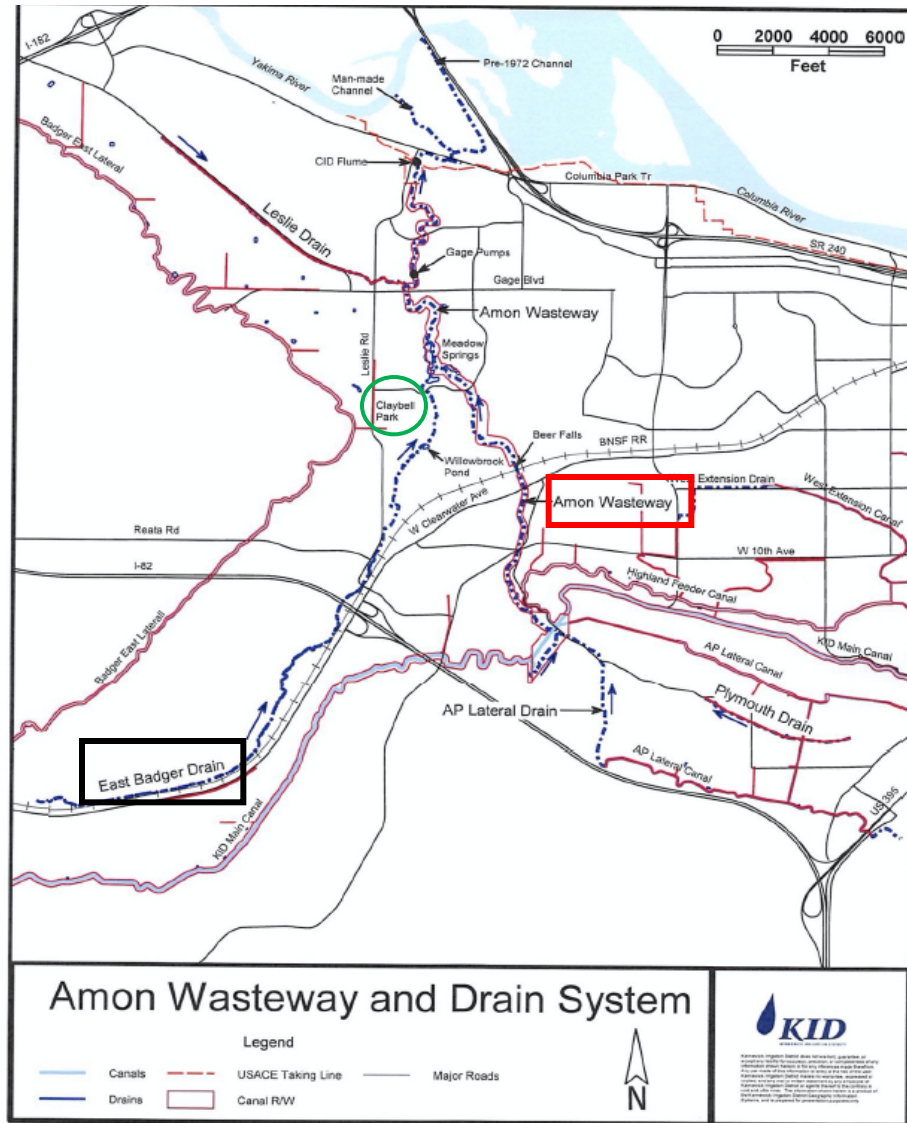 I-182
Yakima River
Pre-1972 Channel
0 2000 4000 6000
Feet
Man-made
Channel
Badger East Lateral
CID Flume
Columbia Park Tr
Columbia River
Leslie Drain
SR 240
Gage Pumps
Gage Blvd
Amon Wasteway
Leslie Rd
Meadow
Springs
Claybell
Park
Beer Falls
BNSF RR
Willowbrook
Pond
West Extension Drain
West Extension Canal
W Clearwater Ave
Amon Wasteway
Reata Rd
W 10th Ave
I-82
Highland Feeder Canal
KID Main Canal
Badger East Laterall
AP Lateral Canal
AP Lateral Drain
Plymouth Drain
East Badger Drain
AP Lateral Canal
US 395
KID Main Canal
Amon Wasteway and Drain System
Legend
Canals
USACE Taking Line
Major Roads
Drains
Canal R/W
N
KID